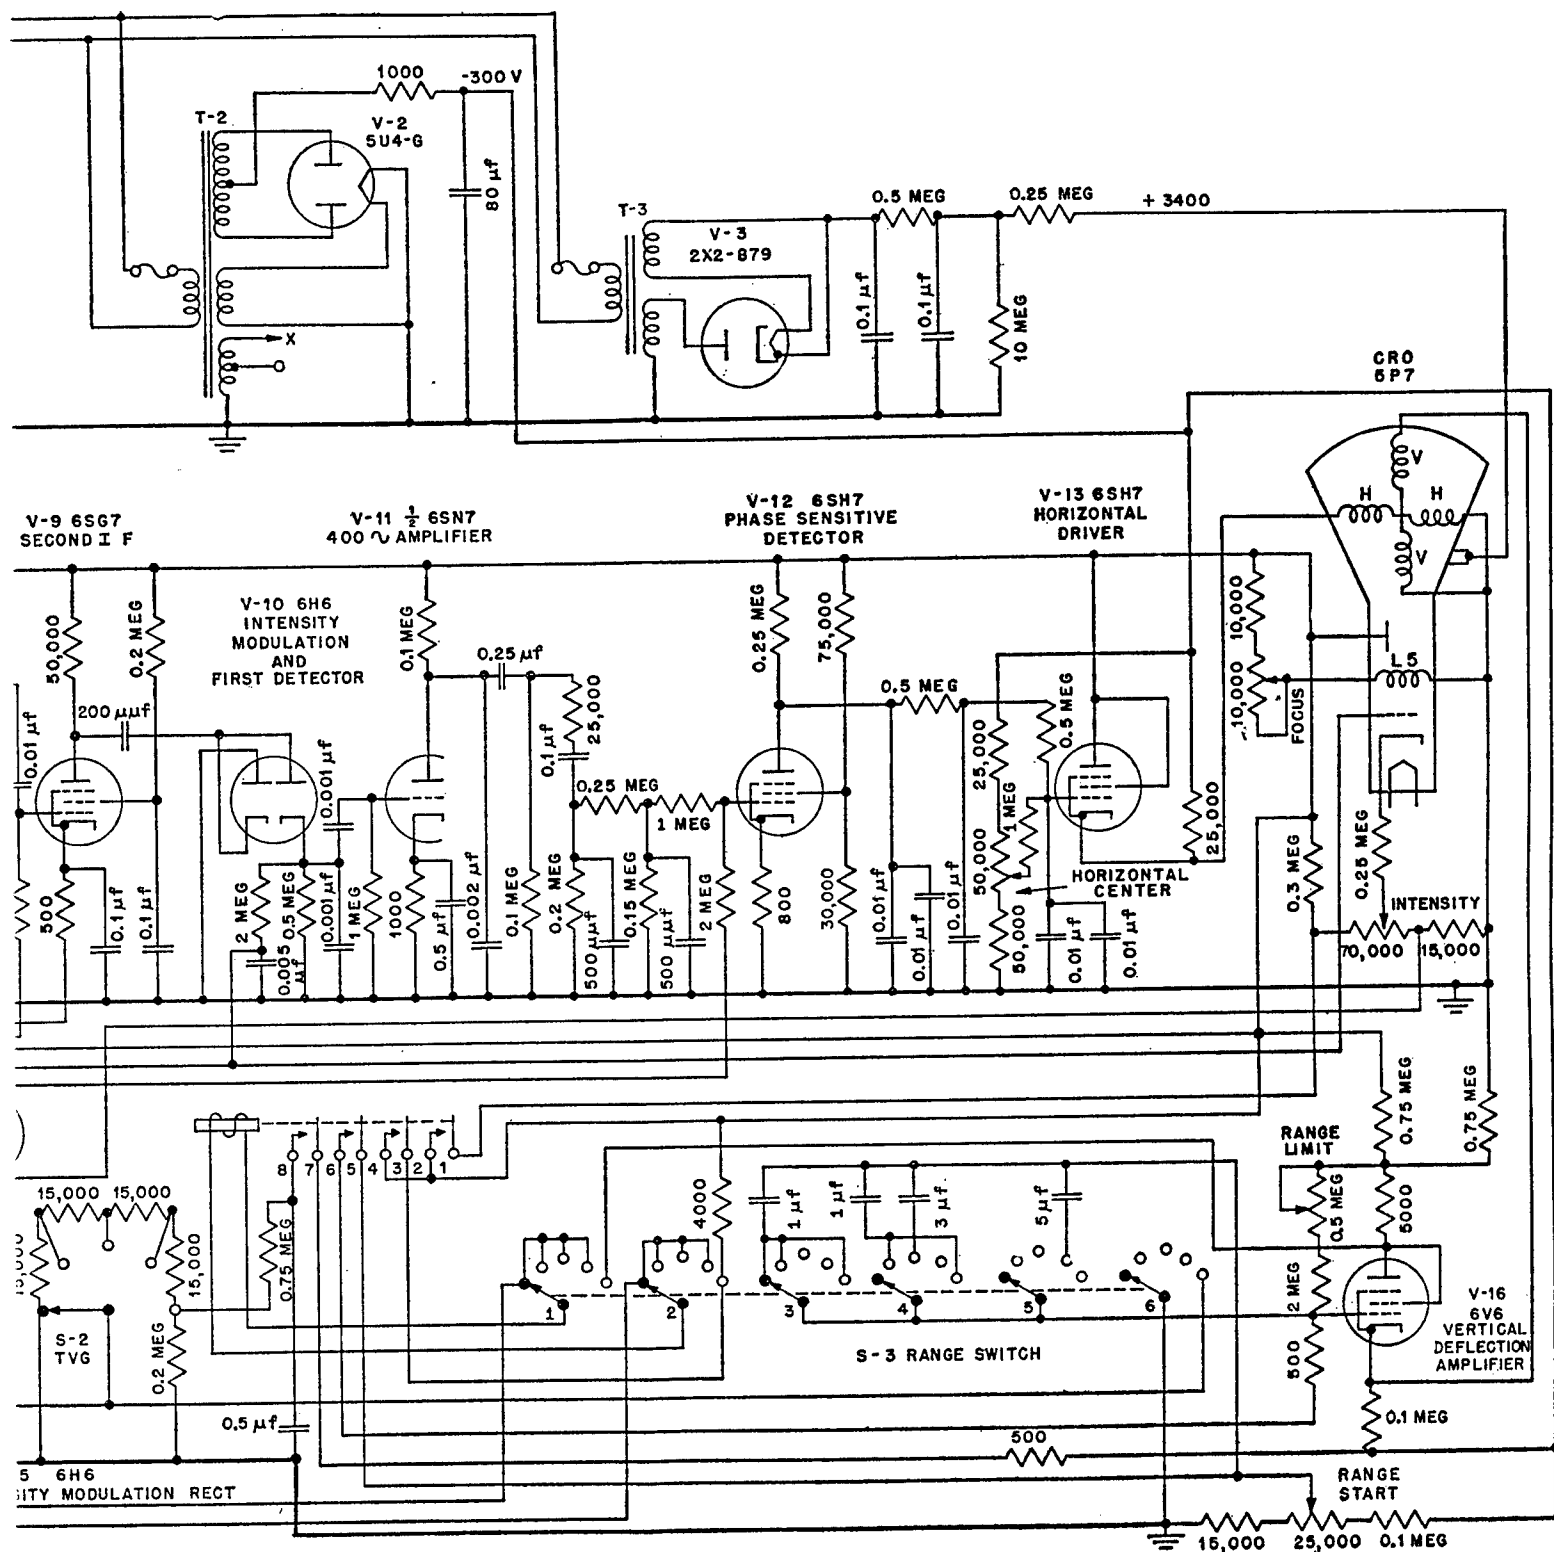 1000
-300 V
T-2
V-2
5U4-G
80 µf
T-3
V-3
2X2-879
0.5 MEG
0.25 MEG
+ 3400
0.1 µf
0.1 µf
10 MEG
X
CRO
5P7
V
H
H
V
V-9 6SG7
SECOND I F
V-11 ½ 6SN7
400 ∿ AMPLIFIER
V-12 6SH7
PHASE SENSITIVE
DETECTOR
V-13 6SH7
HORIZONTAL
DRIVER
V-10 6H6
INTENSITY
MODULATION
AND
FIRST DETECTOR
50,000
0.2 MEG
0.1 MEG
0.25 µf
25,000
0.25 MEG
75,000
10,000
10,000
FOCUS
L5
200 µµf
0.01 µf
0.001 µf
0.1 µf
0.25 MEG
1 MEG
0.5 MEG
0.5 MEG
25,000
1 MEG
50,000
25,000
HORIZONTAL
CENTER
500
0.1 µf
0.1 µf
2 MEG
0.5 MEG
0.005
µf
0.001 µf
1 MEG
1000
0.5 µf
0.002 µf
0.1 MEG
0.2 MEG
500 µµf
0.15 MEG
500 µµf
2 MEG
800
30,000
0.01 µf
0.01 µf
0.01 µf
50,000
0.01 µf
0.01 µf
0.3 MEG
0.25 MEG
INTENSITY
70,000
15,000
0.75 MEG
0.75 MEG
8
7
6
5
4
3
2
1
RANGE
LIMIT
0.5 MEG
5000
15,000
15,000
15,000
0.75 MEG
4000
1 µf
1 µf
3 µf
5 µf
1
2
3
4
5
6
2 MEG
500
S-2
TVG
0.2 MEG
S-3 RANGE SWITCH
V-16
6V6
VERTICAL
DEFLECTION
AMPLIFIER
0.5 µf
0.1 MEG
500
5 6H6
SITY MODULATION RECT
RANGE
START
15,000
25,000
0.1 MEG